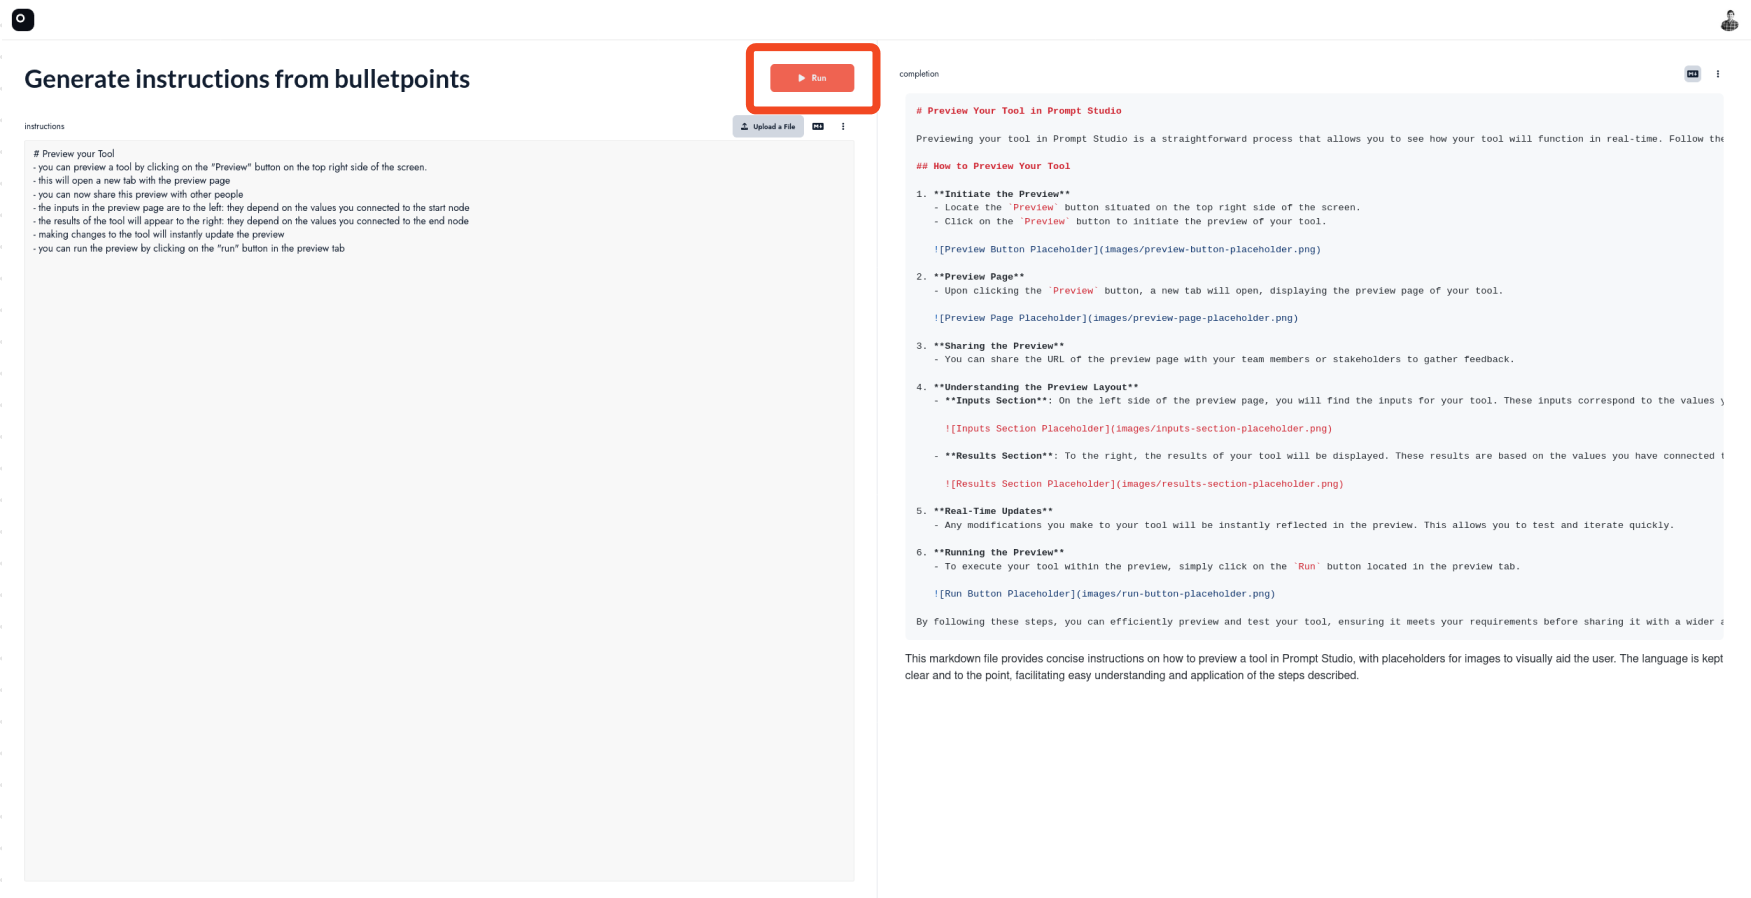 Generate instructions from bulletpoints
Run
instructions
Upload a File
# Preview your Tool
- you can preview a tool by clicking on the "Preview" button on the top right side of the screen.
- this will open a new tab with the preview page
- you can now share this preview with other people
- the inputs in the preview page are to the left: they depend on the values you connected to the start node
- the results of the tool will appear to the right: they depend on the values you connected to the end node
- making changes to the tool will instantly update the preview
- you can run the preview by clicking on the "run" button in the preview tab
completion
# Preview Your Tool in Prompt Studio
Previewing your tool in Prompt Studio is a straightforward process that allows you to see how your tool will function in real-time. Follow the
## How to Preview Your Tool
1. **Initiate the Preview**
- Locate the `Preview` button situated on the top right side of the screen.
- Click on the `Preview` button to initiate the preview of your tool.
![Preview Button Placeholder](images/preview-button-placeholder.png)
2. **Preview Page**
- Upon clicking the `Preview` button, a new tab will open, displaying the preview page of your tool.
![Preview Page Placeholder](images/preview-page-placeholder.png)
3. **Sharing the Preview**
- You can share the URL of the preview page with your team members or stakeholders to gather feedback.
4. **Understanding the Preview Layout**
- **Inputs Section**: On the left side of the preview page, you will find the inputs for your tool. These inputs correspond to the values
![Inputs Section Placeholder](images/inputs-section-placeholder.png)
- **Results Section**: To the right, the results of your tool will be displayed. These results are based on the values you have connected
![Results Section Placeholder](images/results-section-placeholder.png)
5. **Real-Time Updates**
- Any modifications you make to your tool will be instantly reflected in the preview. This allows you to test and iterate quickly.
6. **Running the Preview**
- To execute your tool within the preview, simply click on the `Run` button located in the preview tab.
![Run Button Placeholder](images/run-button-placeholder.png)
By following these steps, you can efficiently preview and test your tool, ensuring it meets your requirements before sharing it with a wider
This markdown file provides concise instructions on how to preview a tool in Prompt Studio, with placeholders for images to visually aid the user. The language is kept
clear and to the point, facilitating easy understanding and application of the steps described.